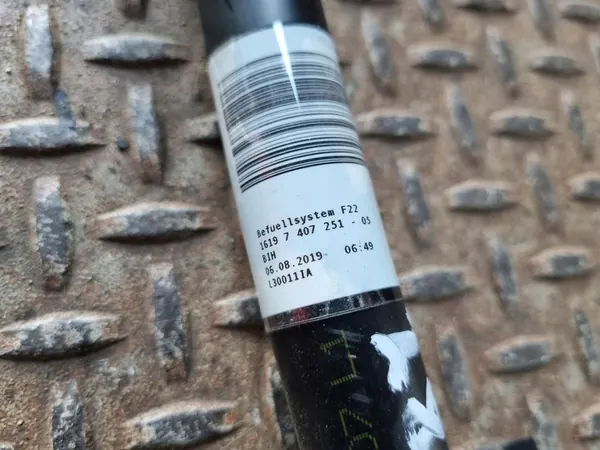 Befuellsystem F22
1619 7 407 251 - 05
BIH
06.08.2019 06:49
L30011IA